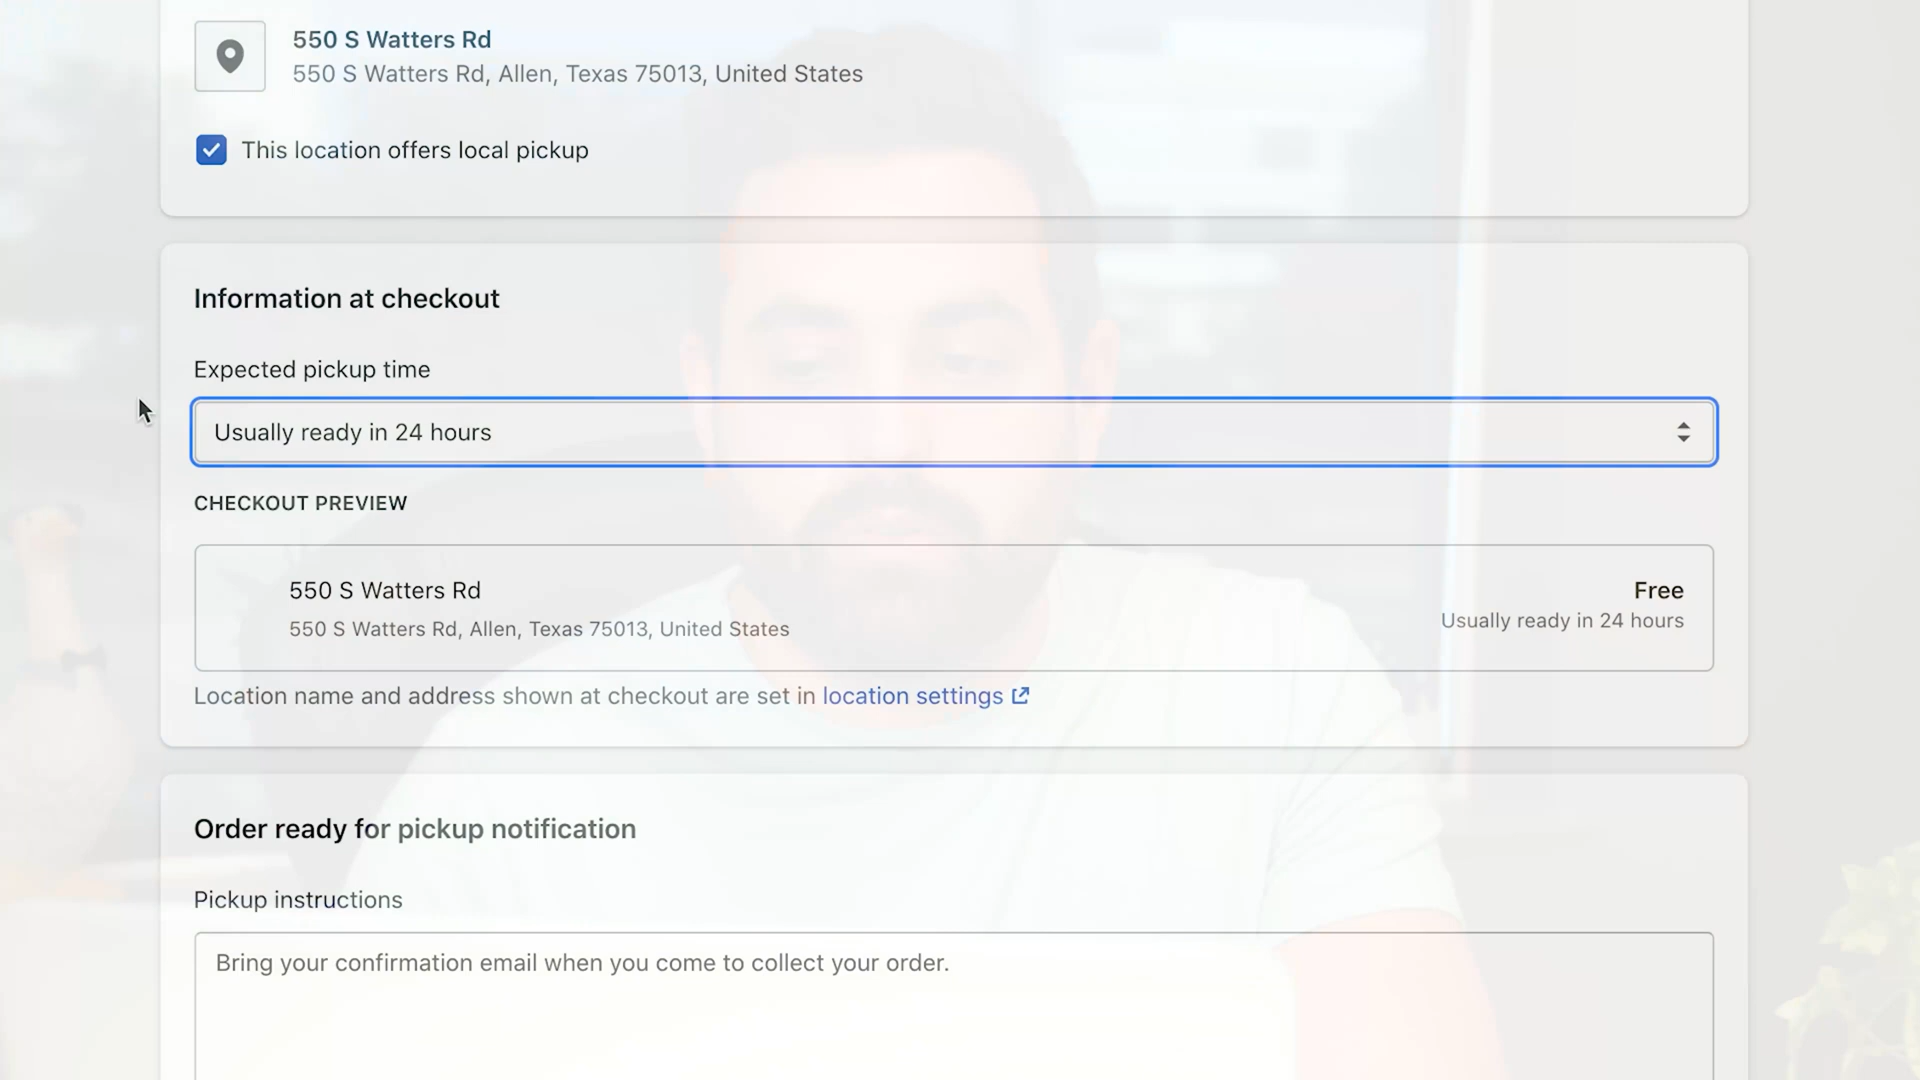 550 S Watters Rd
550 S Watters Rd, Allen, Texas 75013, United States
This location offers local pickup
Information at checkout
Expected pickup time
Usually ready in 24 hours
CHECKOUT PREVIEW
550 S Watters Rd
Free
550 S Watters Rd, Allen, Texas 75013, United States
Usually ready in 24 hours
Location name and address shown at checkout are set in location settings
Order ready for pickup notification
Pickup instructions
Bring your confirmation email when you come to collect your order.